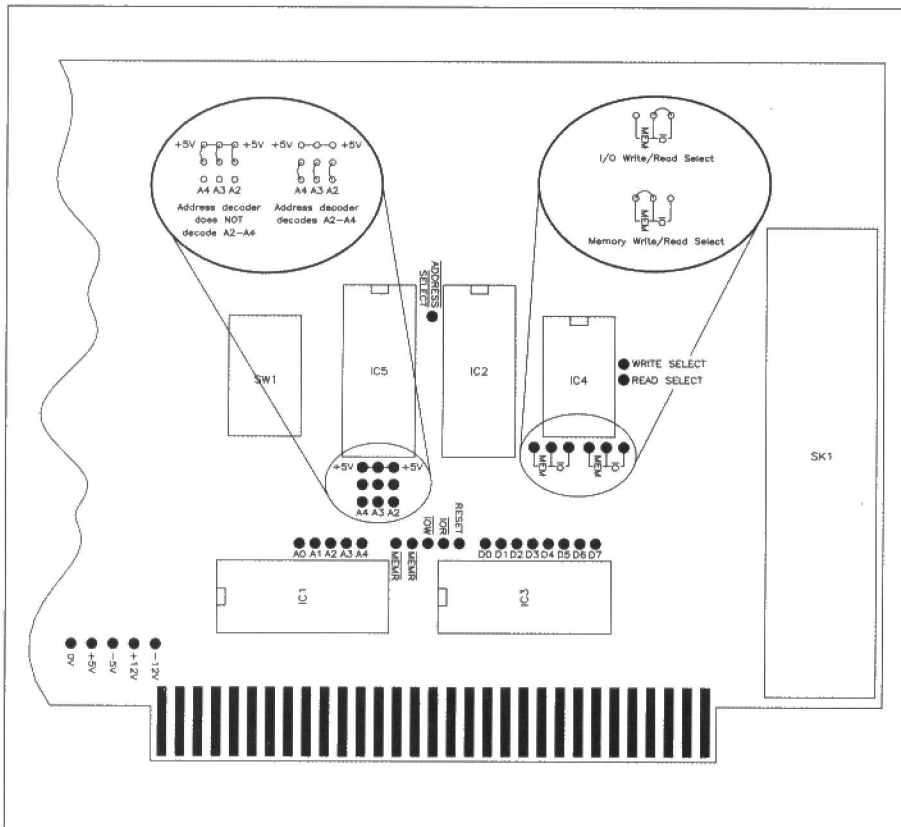 +5V +5V +5V +5V
A4 A3 A2 A4 A3 A2
Address decoder
does NOT
decode A2-A4
Address depoder
decodes A2-A4
MEM IO
I/O Write/Read Select
MEM IO
Memory Write/Read Select
ADDRESS
SELECT
SW1
IC5
IC2
IC4
WRITE SELECT
READ SELECT
SK1
+5V +5V
A4 A3 A2
MEM IO MEM IO
A0 A1 A2 A3 A4
MEMR MEMR IOW IOR RESET
D0 D1 D2 D3 D4 D5 D6 D7
IC1
IC3
0V +5V -5V +12V -12V